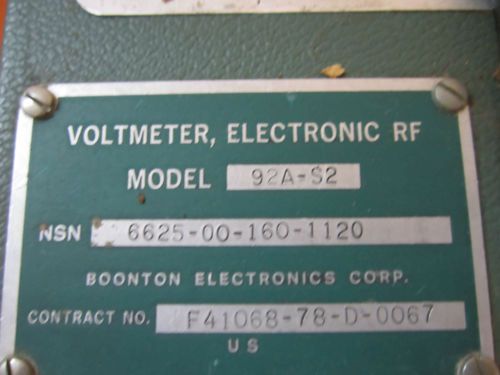 VOLTMETER, ELECTRONIC RF
MODEL 92A-S2
NSN 6625-00-160-1120
BOONTON ELECTRONICS CORP.
CONTRACT NO. F41068-78-D-0067
US